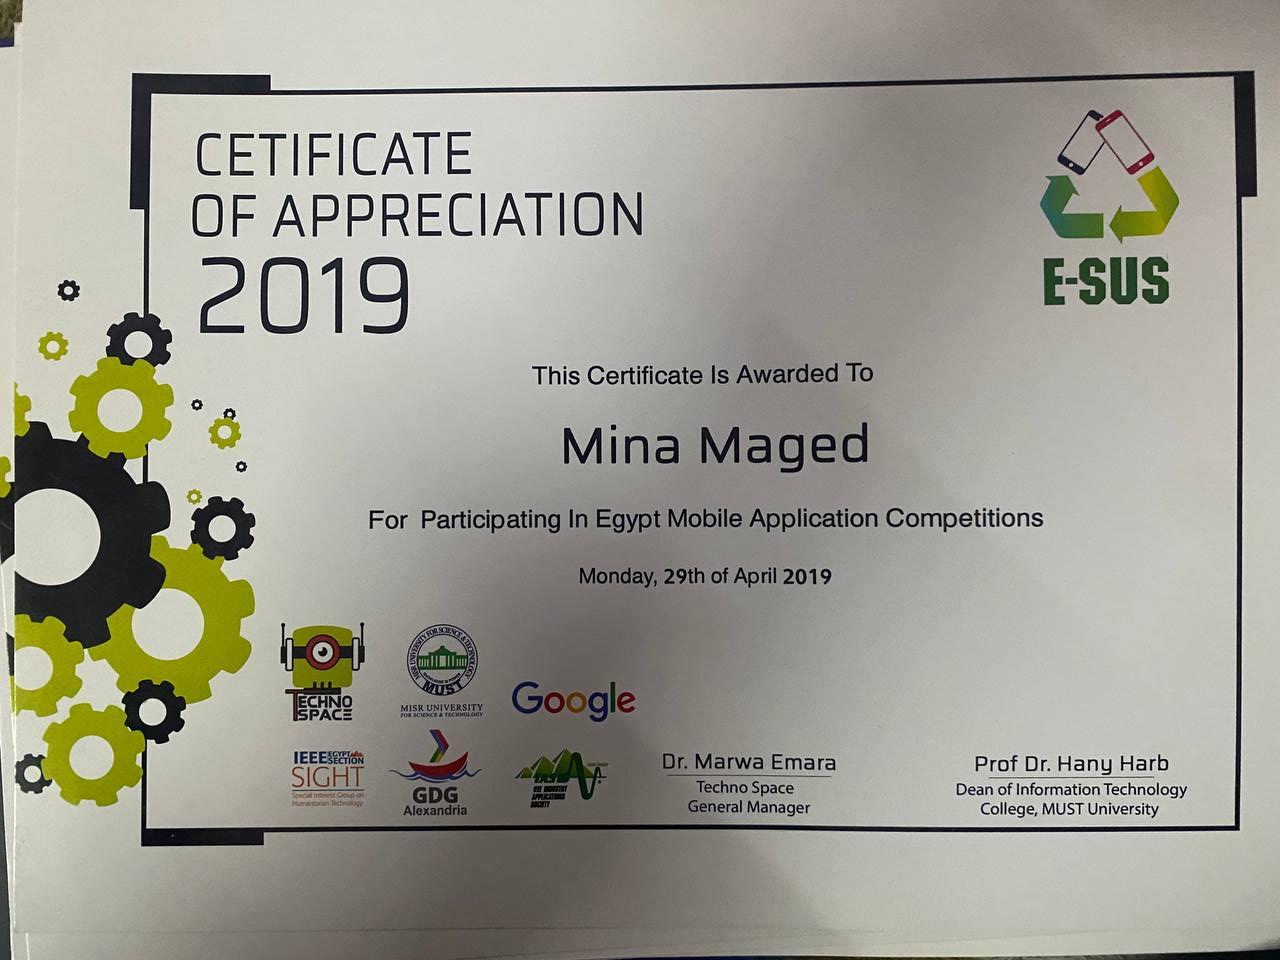 CETIFICATE
OF APPRECIATION
2019
E-SUS
This Certificate Is Awarded To
Mina Maged
For Participating In Egypt Mobile Application Competitions
Monday, 29th of April 2019
TECHNO
SPACE
MISR UNIVERSITY FOR SCIENCE & TECHNOLOGY
MUST
MISR UNIVERSITY
FOR SCIENCE & TECHNOLOGY
Google
IEEE EGYPT SECTION
SIGHT
Special Interest Group on
Humanitarian Technology
GDG
Alexandria
IEEE INDUSTRY
APPLICATIONS
SOCIETY
Dr. Marwa Emara
Techno Space
General Manager
Prof Dr. Hany Harb
Dean of Information Technology
College, MUST University